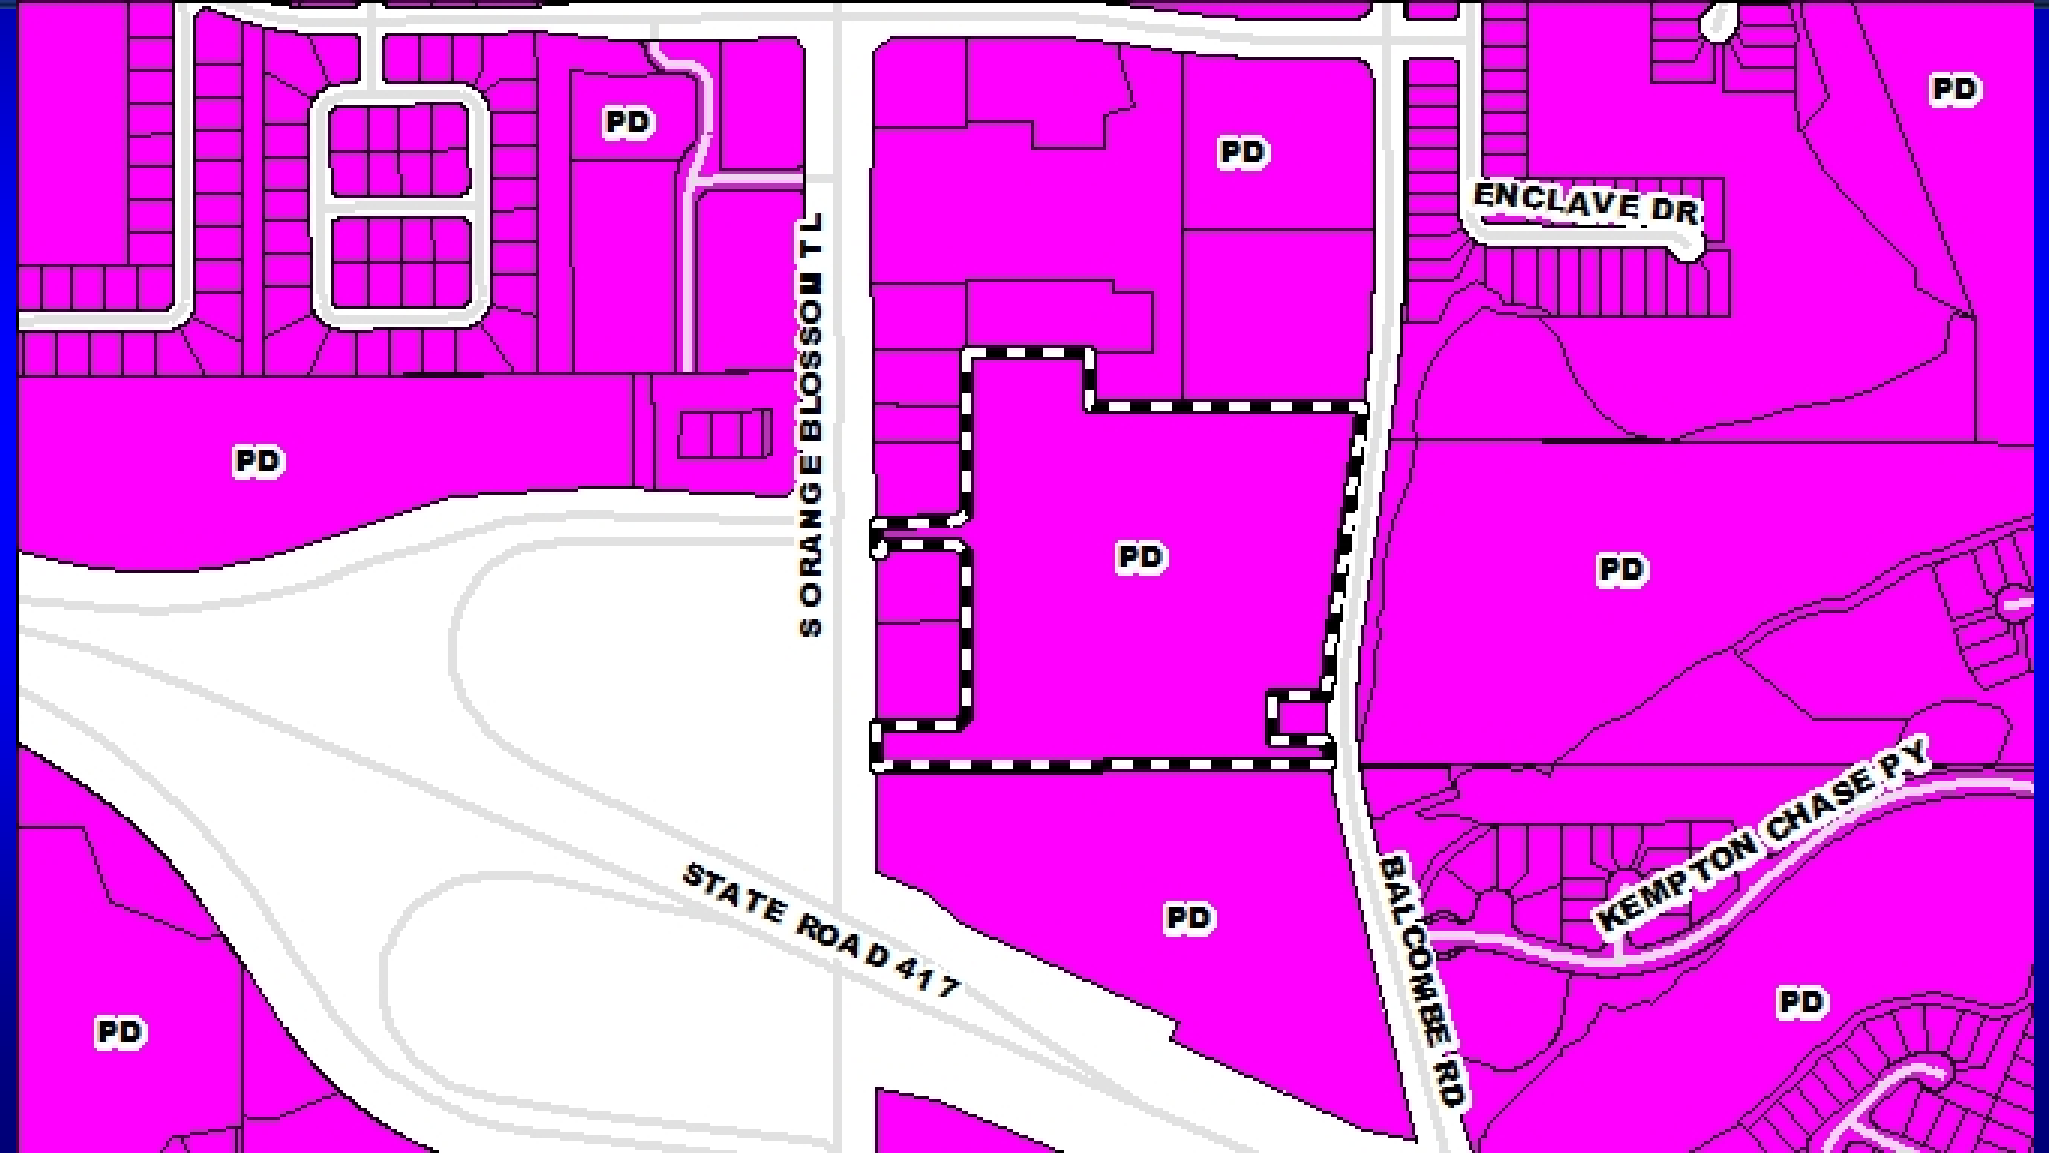 PD
PD
PD
ENCLAVE DR
S ORANGE BLOSSOM TL
PD
PD
PD
KEMPTON CHASE PY
STATE ROAD 417
BALCOMBE RD
PD
PD
PD